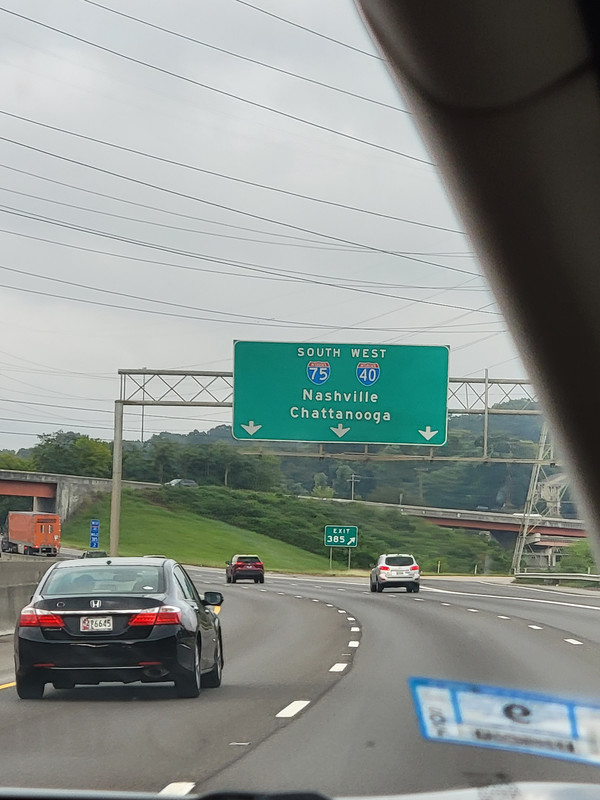 SOUTH WEST
75 40
Nashville
Chattanooga
EXIT
385
e